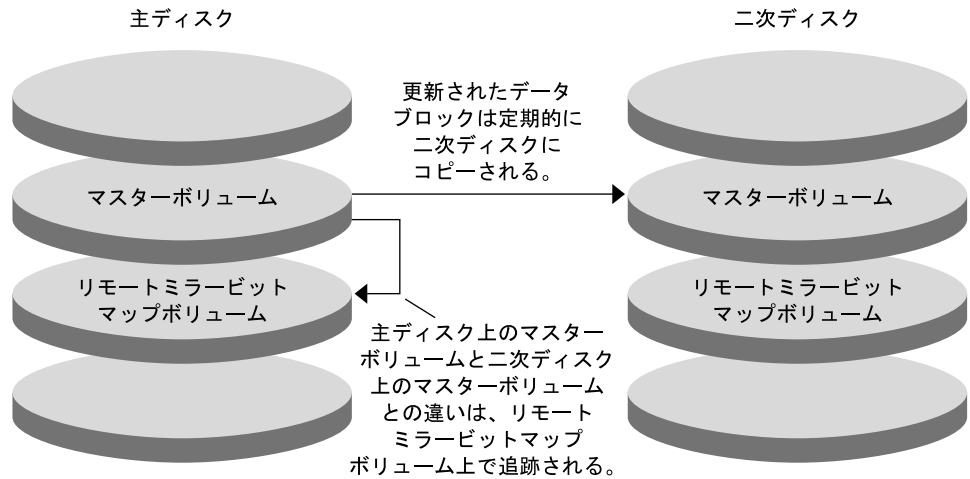 主ディスク
二次ディスク
更新されたデータ
ブロックは定期的に
二次ディスクに
コピーされる。
マスターボリューム
マスターボリューム
リモートミラービット
マップボリューム
リモートミラービット
マップボリューム
主ディスク上のマスター
ボリュームと二次ディスク
上のマスターボリューム
との違いは、リモート
ミラービットマップ
ボリューム上で追跡される。